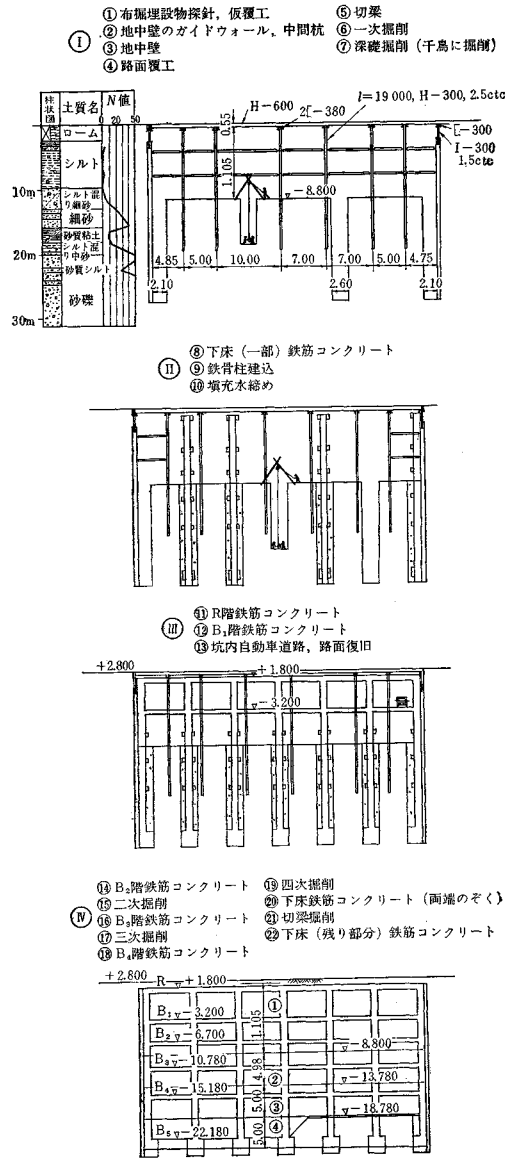 Ⅰ
① 布掘埋設物探針，仮覆工
② 地中壁のガイドウォール，中間杭
③ 地中壁
④ 路面覆工
⑤ 切梁
⑥ 一次掘削
⑦ 深礎掘削（千鳥に掘削）
柱状図 土質名 N値
0 20 50
ローム
シルト
シルト混り細砂
細砂
砂質粘土
シルト混り中砂
砂質シルト
砂礫
10m
20m
30m
H−600
2[−380
l=19 000, H−300, 2.5ctc
[−300
I−300
1.5ctc
0.55
1.105
−8.800
4.85 5.00 10.00 7.00 7.00 5.00 4.75
2.10 2.60 2.10
Ⅱ
⑧ 下床（一部）鉄筋コンクリート
⑨ 鉄骨柱建込
⑩ 填充水締め
Ⅲ
⑪ R階鉄筋コンクリート
⑫ B₁階鉄筋コンクリート
⑬ 坑内自動車道路，路面復旧
+2.800 +1.800
−3.200
Ⅳ
⑭ B₂階鉄筋コンクリート
⑮ 二次掘削
⑯ B₃階鉄筋コンクリート
⑰ 三次掘削
⑱ B₄階鉄筋コンクリート
⑲ 四次掘削
⑳ 下床鉄筋コンクリート（両端のぞく）
㉑ 切梁掘削
㉒ 下床（残り部分）鉄筋コンクリート
+2.800
R +1.800
B₁ −3.200
B₂ −6.700
B₃ −10.780
B₄ −15.180
B₅ −22.180
1.105
4.98
5.00
5.00
①
②
③
④
−8.800
−13.780
−18.780